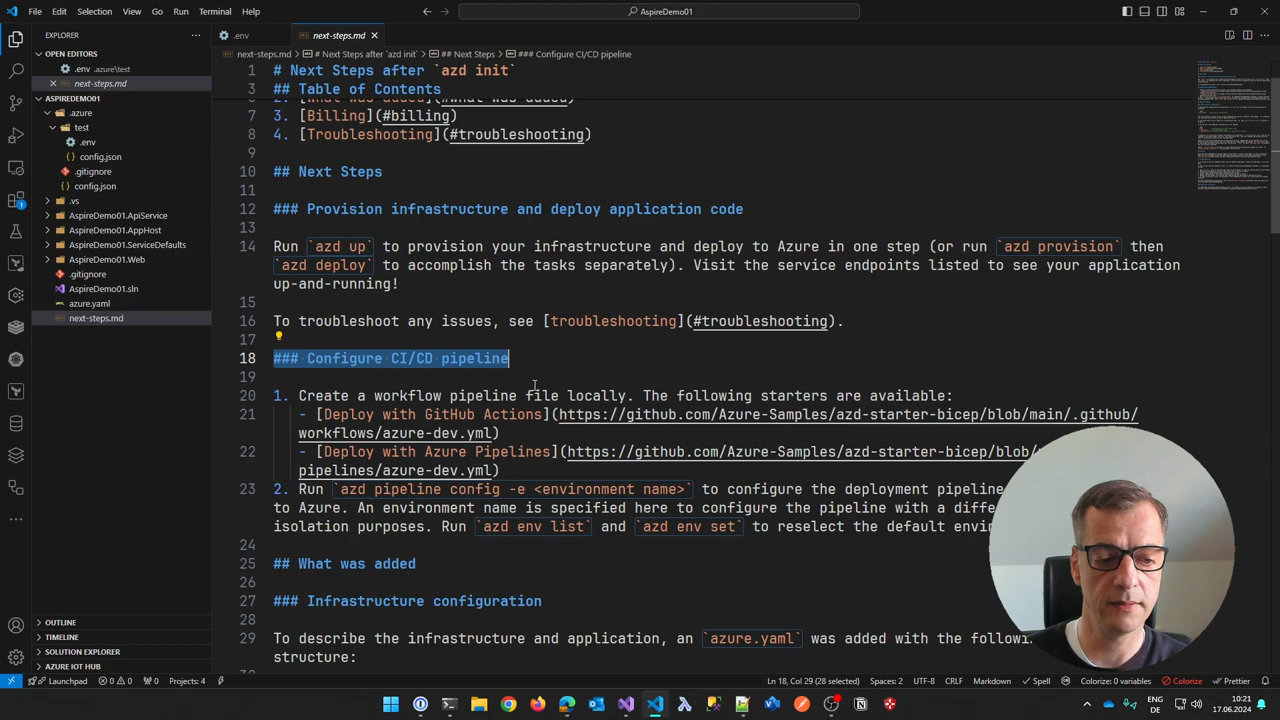 File Edit Selection View Go Run Terminal Help
AspireDemo01
EXPLORER
OPEN EDITORS
.env .azure\test
next-steps.md
ASPIREDEMO01
.azure
test
.env
config.json
.gitignore
config.json
.vs
AspireDemo01.ApiService
AspireDemo01.AppHost
AspireDemo01.ServiceDefaults
AspireDemo01.Web
.gitignore
AspireDemo01.sln
azure.yaml
next-steps.md
OUTLINE
TIMELINE
SOLUTION EXPLORER
AZURE IOT HUB
.env
next-steps.md
next-steps.md > # Next Steps after `azd init` > ## Next Steps > ### Configure CI/CD pipeline
1 # Next Steps after `azd init`
3 ## Table of Contents
2. [What was added](#what-was-added)
7 3. [Billing](#billing)
8 4. [Troubleshooting](#troubleshooting)
9
10 ## Next Steps
11
12 ### Provision infrastructure and deploy application code
13
14 Run `azd up` to provision your infrastructure and deploy to Azure in one step (or run `azd provision` then
`azd deploy` to accomplish the tasks separately). Visit the service endpoints listed to see your application
up-and-running!
15
16 To troubleshoot any issues, see [troubleshooting](#troubleshooting).
17
18 ### Configure CI/CD pipeline
19
20 1. Create a workflow pipeline file locally. The following starters are available:
21 - [Deploy with GitHub Actions](https://github.com/Azure-Samples/azd-starter-bicep/blob/main/.github/
workflows/azure-dev.yml)
22 - [Deploy with Azure Pipelines](https://github.com/Azure-Samples/azd-starter-bicep/blob/
pipelines/azure-dev.yml)
23 2. Run `azd pipeline config -e <environment name>` to configure the deployment pipeline
to Azure. An environment name is specified here to configure the pipeline with a
isolation purposes. Run `azd env list` and `azd env set` to reselect the default
24
25 ## What was added
26
27 ### Infrastructure configuration
28
29 To describe the infrastructure and application, an `azure.yaml` was added with the
structure:
Launchpad 0 0 0 Projects: 4
Ln 18, Col 29 (28 selected) Spaces: 2 UTF-8 CRLF Markdown Spell Colorize: 0 variables Colorize Prettier
1
ENG
DE
10:21
17.06.2024